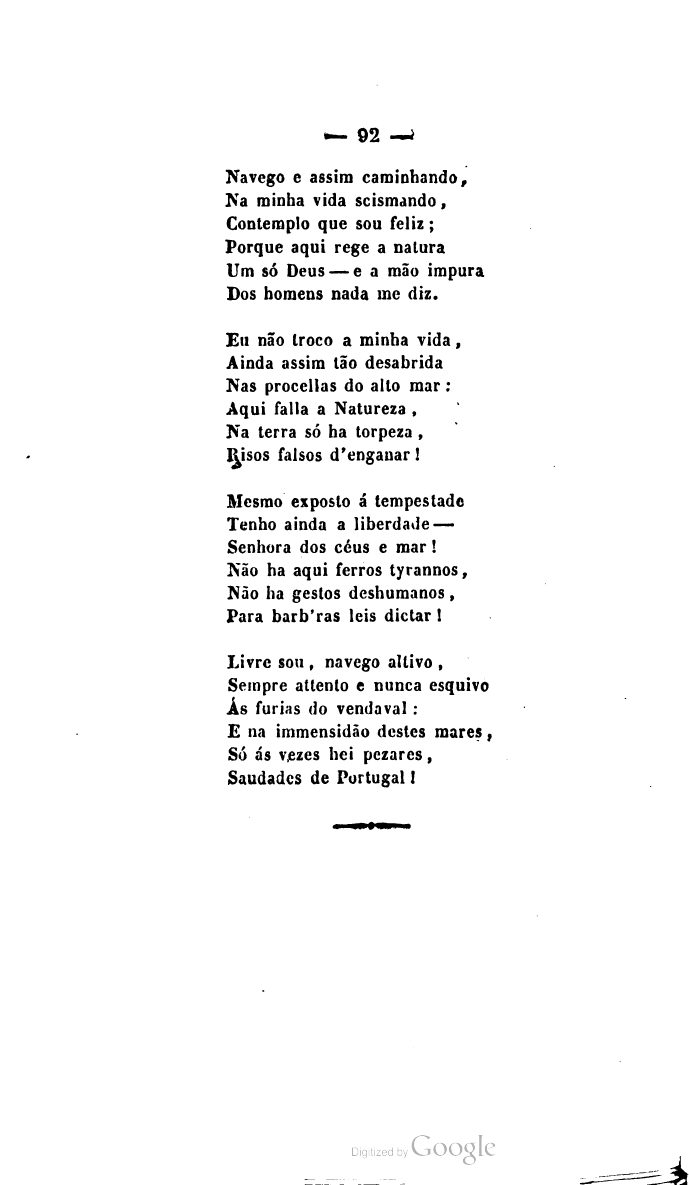 — 92 —
Navego e assim caminhando,
Na minha vida scismando,
Contemplo que sou feliz;
Porque aqui rege a natura
Um só Deus — e a mão impura
Dos homens nada me diz.
Eu não troco a minha vida,
Ainda assim tão desabrida
Nas procellas do alto mar:
Aqui falla a Natureza,
Na terra só ha torpeza,
Risos falsos d'enganar!
Mesmo exposto á tempestade
Tenho ainda a liberdade —
Senhora dos céus e mar!
Não ha aqui ferros tyrannos,
Não ha gestos deshumanos,
Para barb'ras leis dictar!
Livre sou, navego altivo,
Sempre attento e nunca esquivo
Ás furias do vendaval:
E na immensidão destes mares,
Só ás vezes hei pezares,
Saudades de Portugal!
Digitized by Google